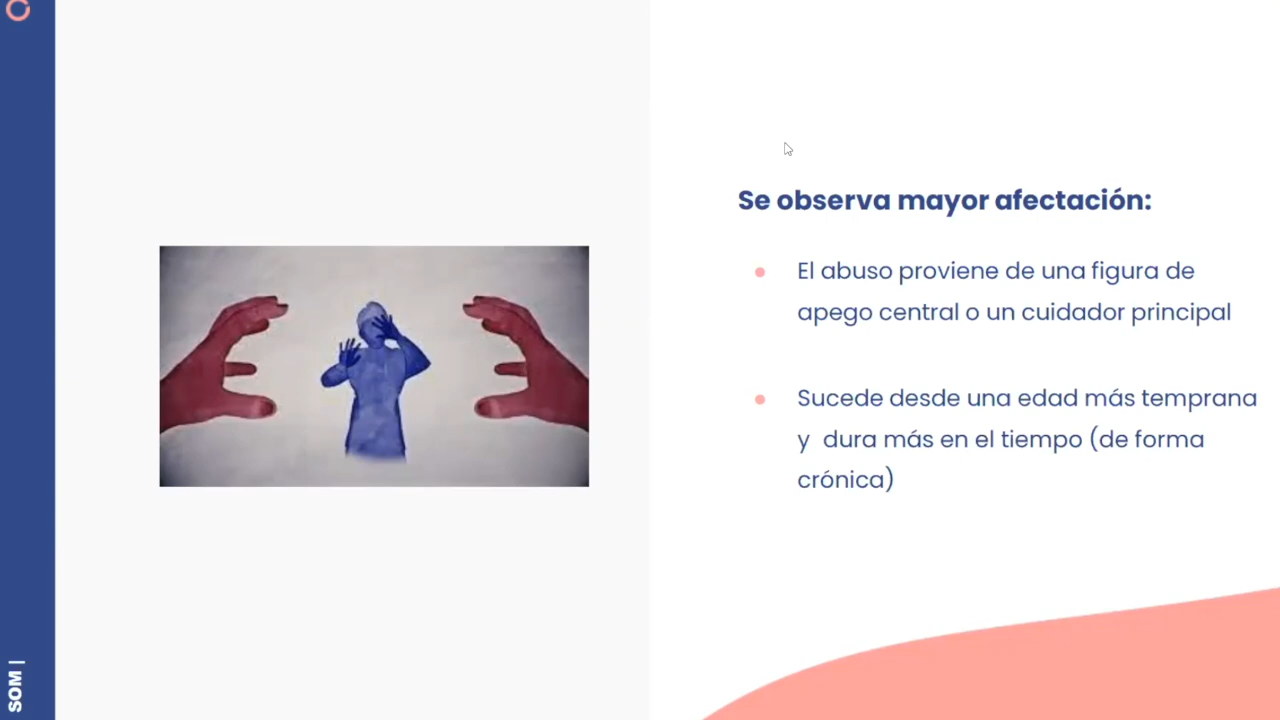 Se observa mayor afectación:
El abuso proviene de una figura de
apego central o un cuidador principal
Sucede desde una edad más temprana
y dura más en el tiempo (de forma
crónica)
SOM |